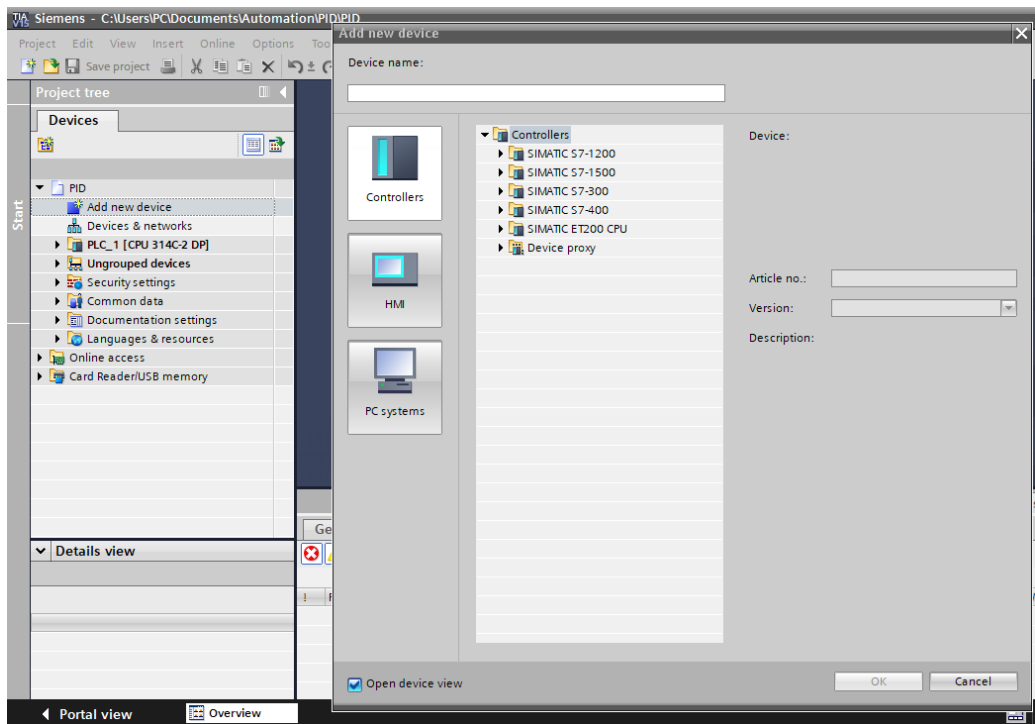 TIA V15 Siemens - C:\Users\PC\Documents\Automation\PID\PID
Project Edit View Insert Online Options Too
Save project
Project tree
Devices
Start
PID
Add new device
Devices & networks
PLC_1 [CPU 314C-2 DP]
Ungrouped devices
Security settings
Common data
Documentation settings
Languages & resources
Online access
Card Reader/USB memory
Details view
Ge
Add new device
Device name:
Controllers
HMI
PC systems
Controllers
SIMATIC S7-1200
SIMATIC S7-1500
SIMATIC S7-300
SIMATIC S7-400
SIMATIC ET200 CPU
Device proxy
Device:
Article no.:
Version:
Description:
Open device view
OK
Cancel
Portal view
Overview